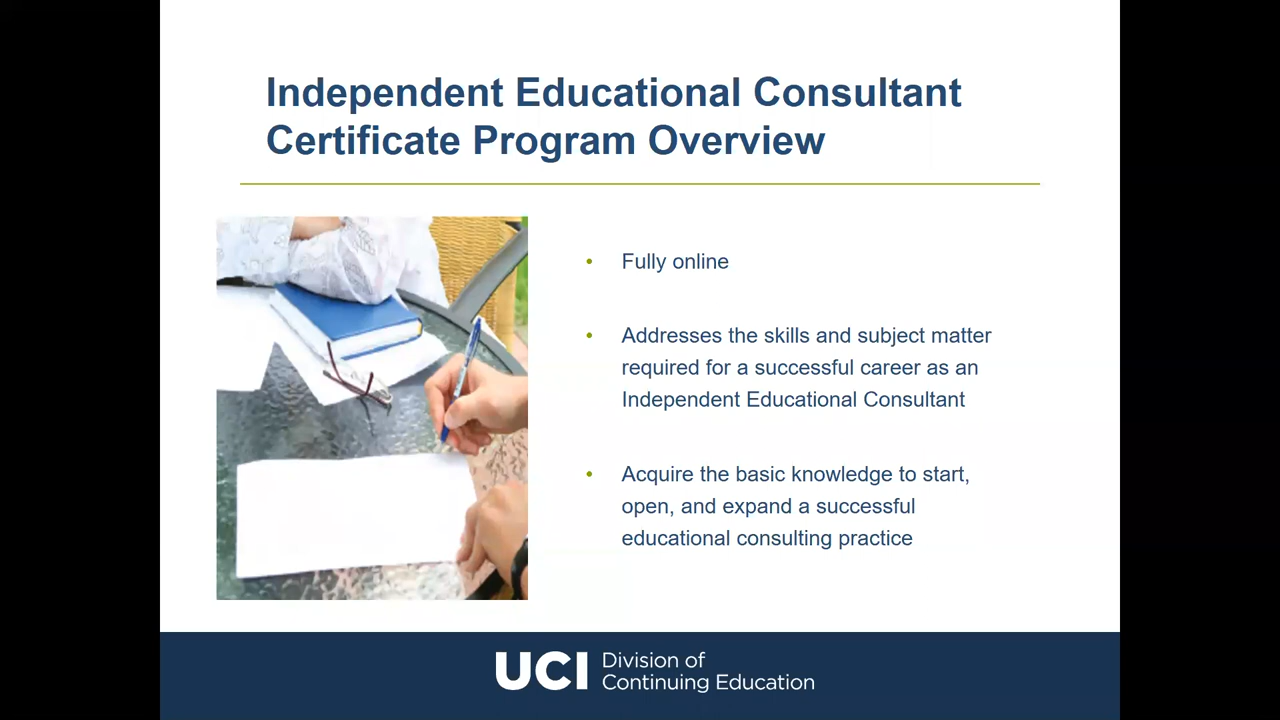 Independent Educational Consultant
Certificate Program Overview
• Fully online
• Addresses the skills and subject matter
required for a successful career as an
Independent Educational Consultant
• Acquire the basic knowledge to start,
open, and expand a successful
educational consulting practice
UCI Division of
Continuing Education